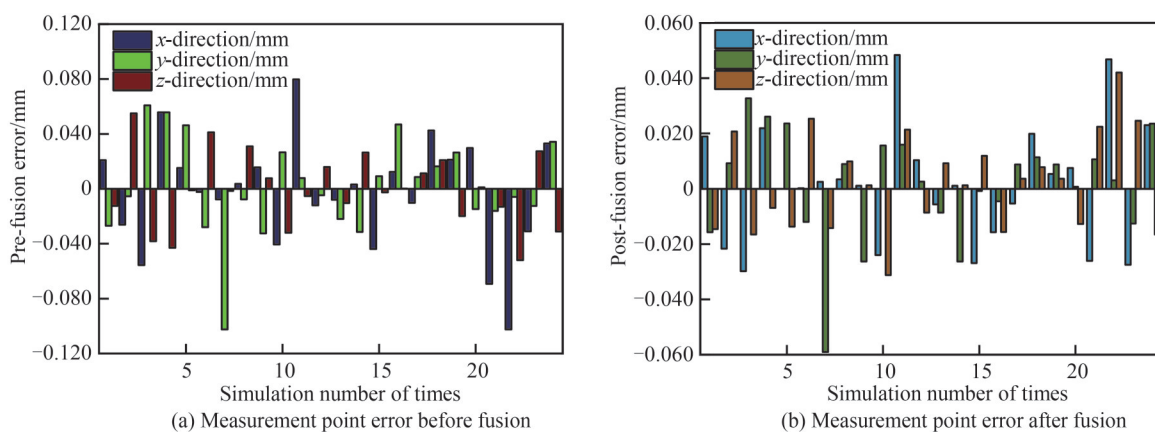 0.120
0.080
0.040
0
−0.040
−0.080
−0.120
Pre-fusion error/mm
x-direction/mm
y-direction/mm
z-direction/mm
5
10
15
20
Simulation number of times
(a) Measurement point error before fusion
0.060
0.040
0.020
0
−0.020
−0.040
−0.060
Post-fusion error/mm
x-direction/mm
y-direction/mm
z-direction/mm
5
10
15
20
Simulation number of times
(b) Measurement point error after fusion